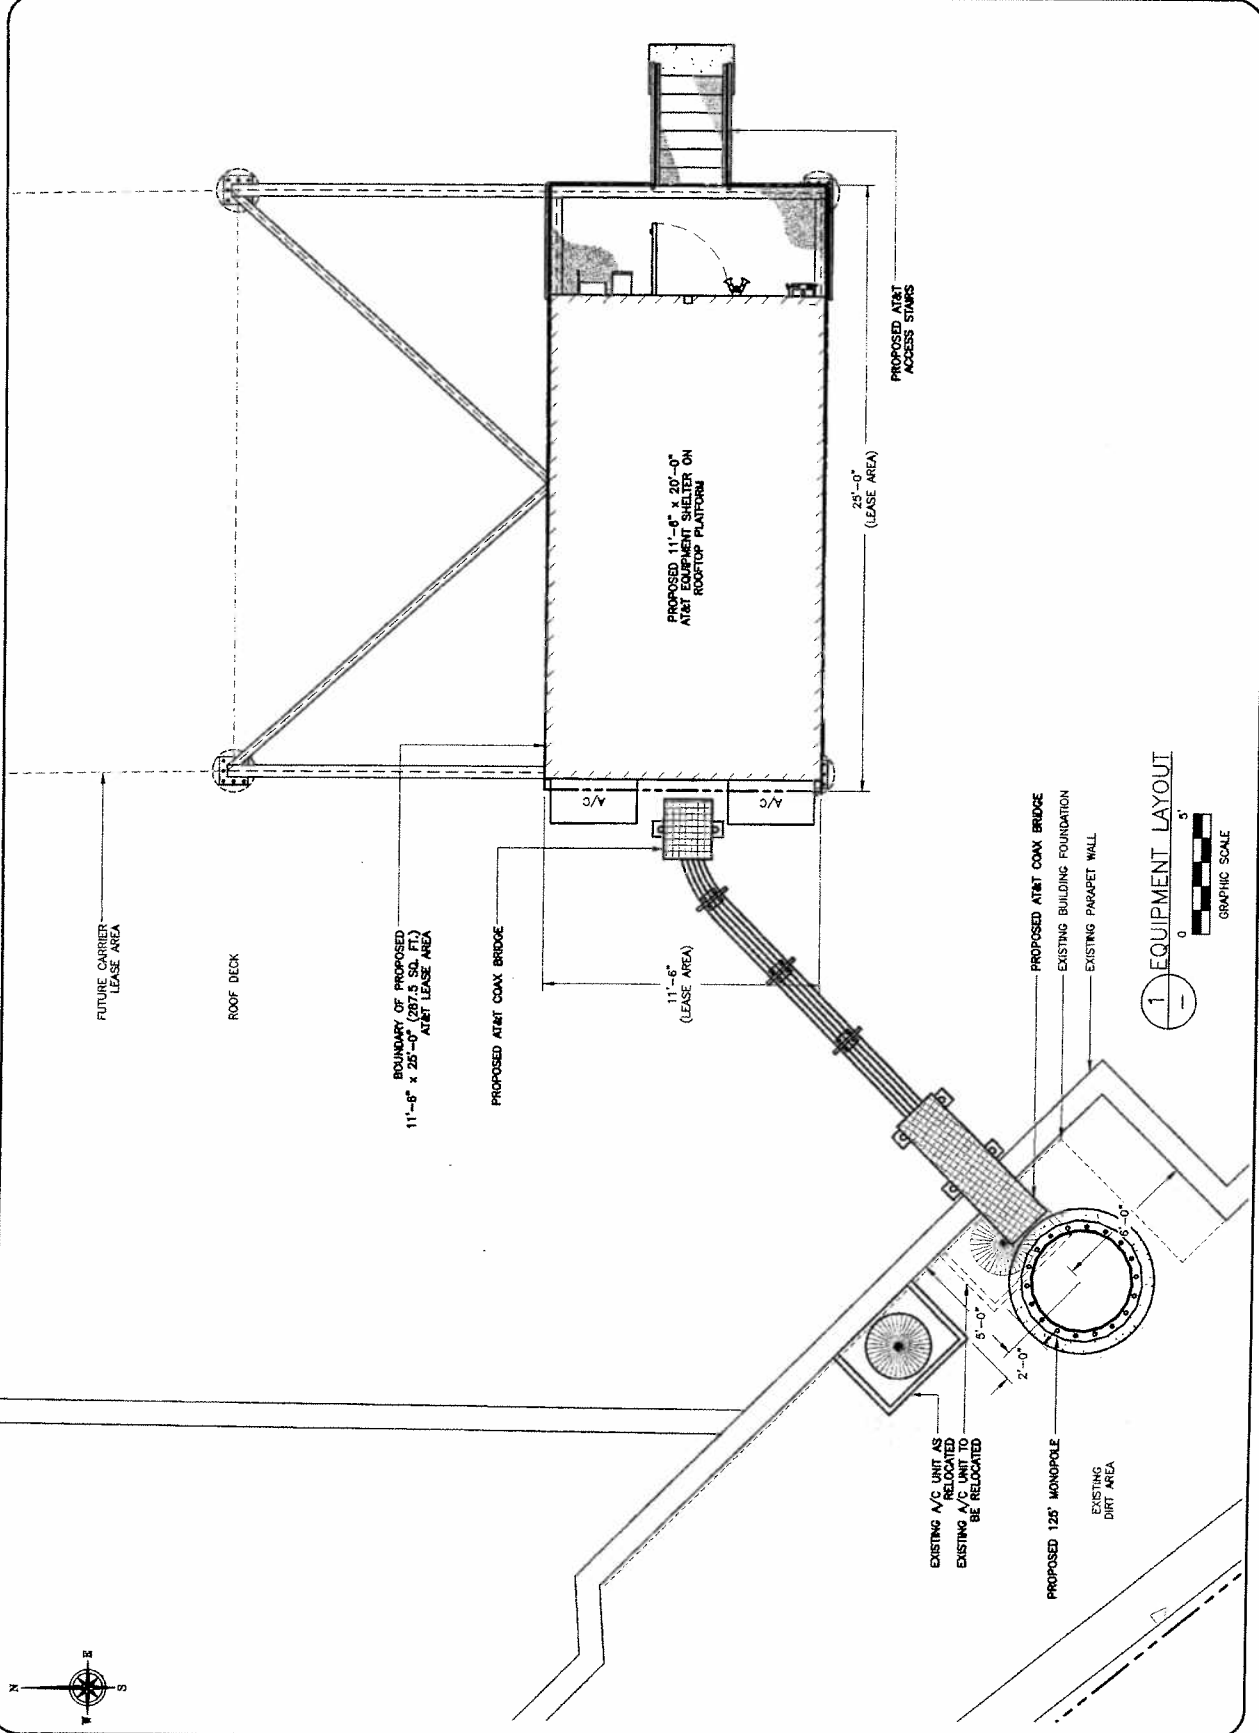 N
W
E
S
FUTURE CARRIER
LEASE AREA
ROOF DECK
BOUNDARY OF PROPOSED
11'-6" x 25'-0" (287.5 SQ. FT.)
AT&T LEASE AREA
PROPOSED AT&T COAX BRIDGE
11'-6"
(LEASE AREA)
A/C
A/C
PROPOSED 11'-6" x 20'-0"
AT&T EQUIPMENT SHELTER ON
ROOFTOP PLATFORM
25'-0"
(LEASE AREA)
PROPOSED AT&T
ACCESS STAIRS
EXISTING A/C UNIT AS
RELOCATED
EXISTING A/C UNIT TO
BE RELOCATED
5'-0"
2'-0"
6'-0"
PROPOSED 125' MONOPOLE
EXISTING
DIRT AREA
PROPOSED AT&T COAX BRIDGE
EXISTING BUILDING FOUNDATION
EXISTING PARAPET WALL
1
EQUIPMENT LAYOUT
0
5'
GRAPHIC SCALE